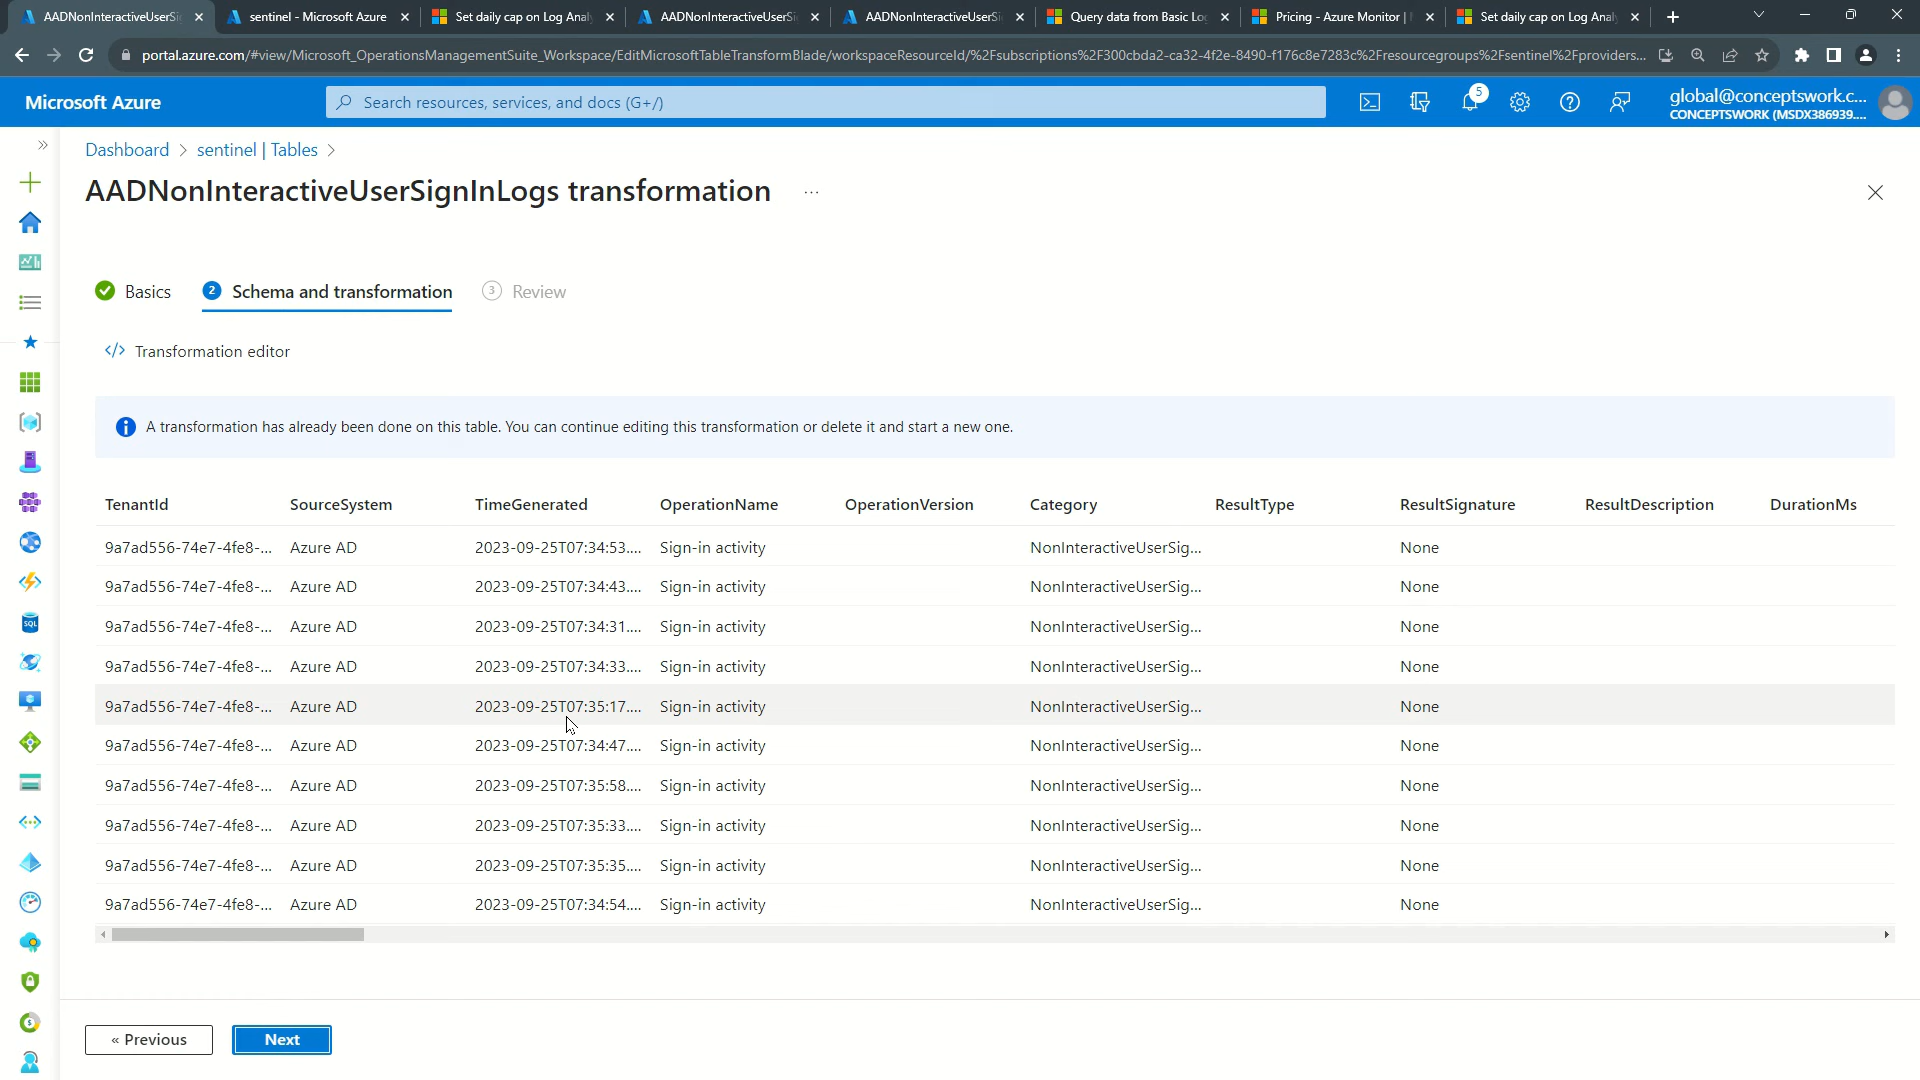 AADNonInteractiveUserSi
sentinel - Microsoft Azure
Set daily cap on Log Anal
AADNonInteractiveUserSi
AADNonInteractiveUserSi
Query data from Basic Lo
Pricing - Azure Monitor |
Set daily cap on Log Anal
portal.azure.com/#view/Microsoft_OperationsManagementSuite_Workspace/EditMicrosoftTableTransformBlade/workspaceResourceId/%2Fsubscriptions%2F300cbda2-ca32-4f2e-8490-f176c8e7283c%2Fresourcegroups%2Fsentinel%2Fproviders...
Microsoft Azure
Search resources, services, and docs (G+/)
5
global@conceptswork.c...
CONCEPTSWORK (MSDX386939....
Dashboard > sentinel | Tables >
AADNonInteractiveUserSignInLogs transformation ...
Basics
2 Schema and transformation
3 Review
</> Transformation editor
A transformation has already been done on this table. You can continue editing this transformation or delete it and start a new one.
TenantId SourceSystem TimeGenerated OperationName OperationVersion Category ResultType ResultSignature ResultDescription DurationMs
9a7ad556-74e7-4fe8-... Azure AD 2023-09-25T07:34:53.... Sign-in activity NonInteractiveUserSig... None
9a7ad556-74e7-4fe8-... Azure AD 2023-09-25T07:34:43.... Sign-in activity NonInteractiveUserSig... None
9a7ad556-74e7-4fe8-... Azure AD 2023-09-25T07:34:31.... Sign-in activity NonInteractiveUserSig... None
9a7ad556-74e7-4fe8-... Azure AD 2023-09-25T07:34:33.... Sign-in activity NonInteractiveUserSig... None
9a7ad556-74e7-4fe8-... Azure AD 2023-09-25T07:35:17.... Sign-in activity NonInteractiveUserSig... None
9a7ad556-74e7-4fe8-... Azure AD 2023-09-25T07:34:47.... Sign-in activity NonInteractiveUserSig... None
9a7ad556-74e7-4fe8-... Azure AD 2023-09-25T07:35:58.... Sign-in activity NonInteractiveUserSig... None
9a7ad556-74e7-4fe8-... Azure AD 2023-09-25T07:35:33.... Sign-in activity NonInteractiveUserSig... None
9a7ad556-74e7-4fe8-... Azure AD 2023-09-25T07:35:35.... Sign-in activity NonInteractiveUserSig... None
9a7ad556-74e7-4fe8-... Azure AD 2023-09-25T07:34:54.... Sign-in activity NonInteractiveUserSig... None
SQL
« Previous
Next